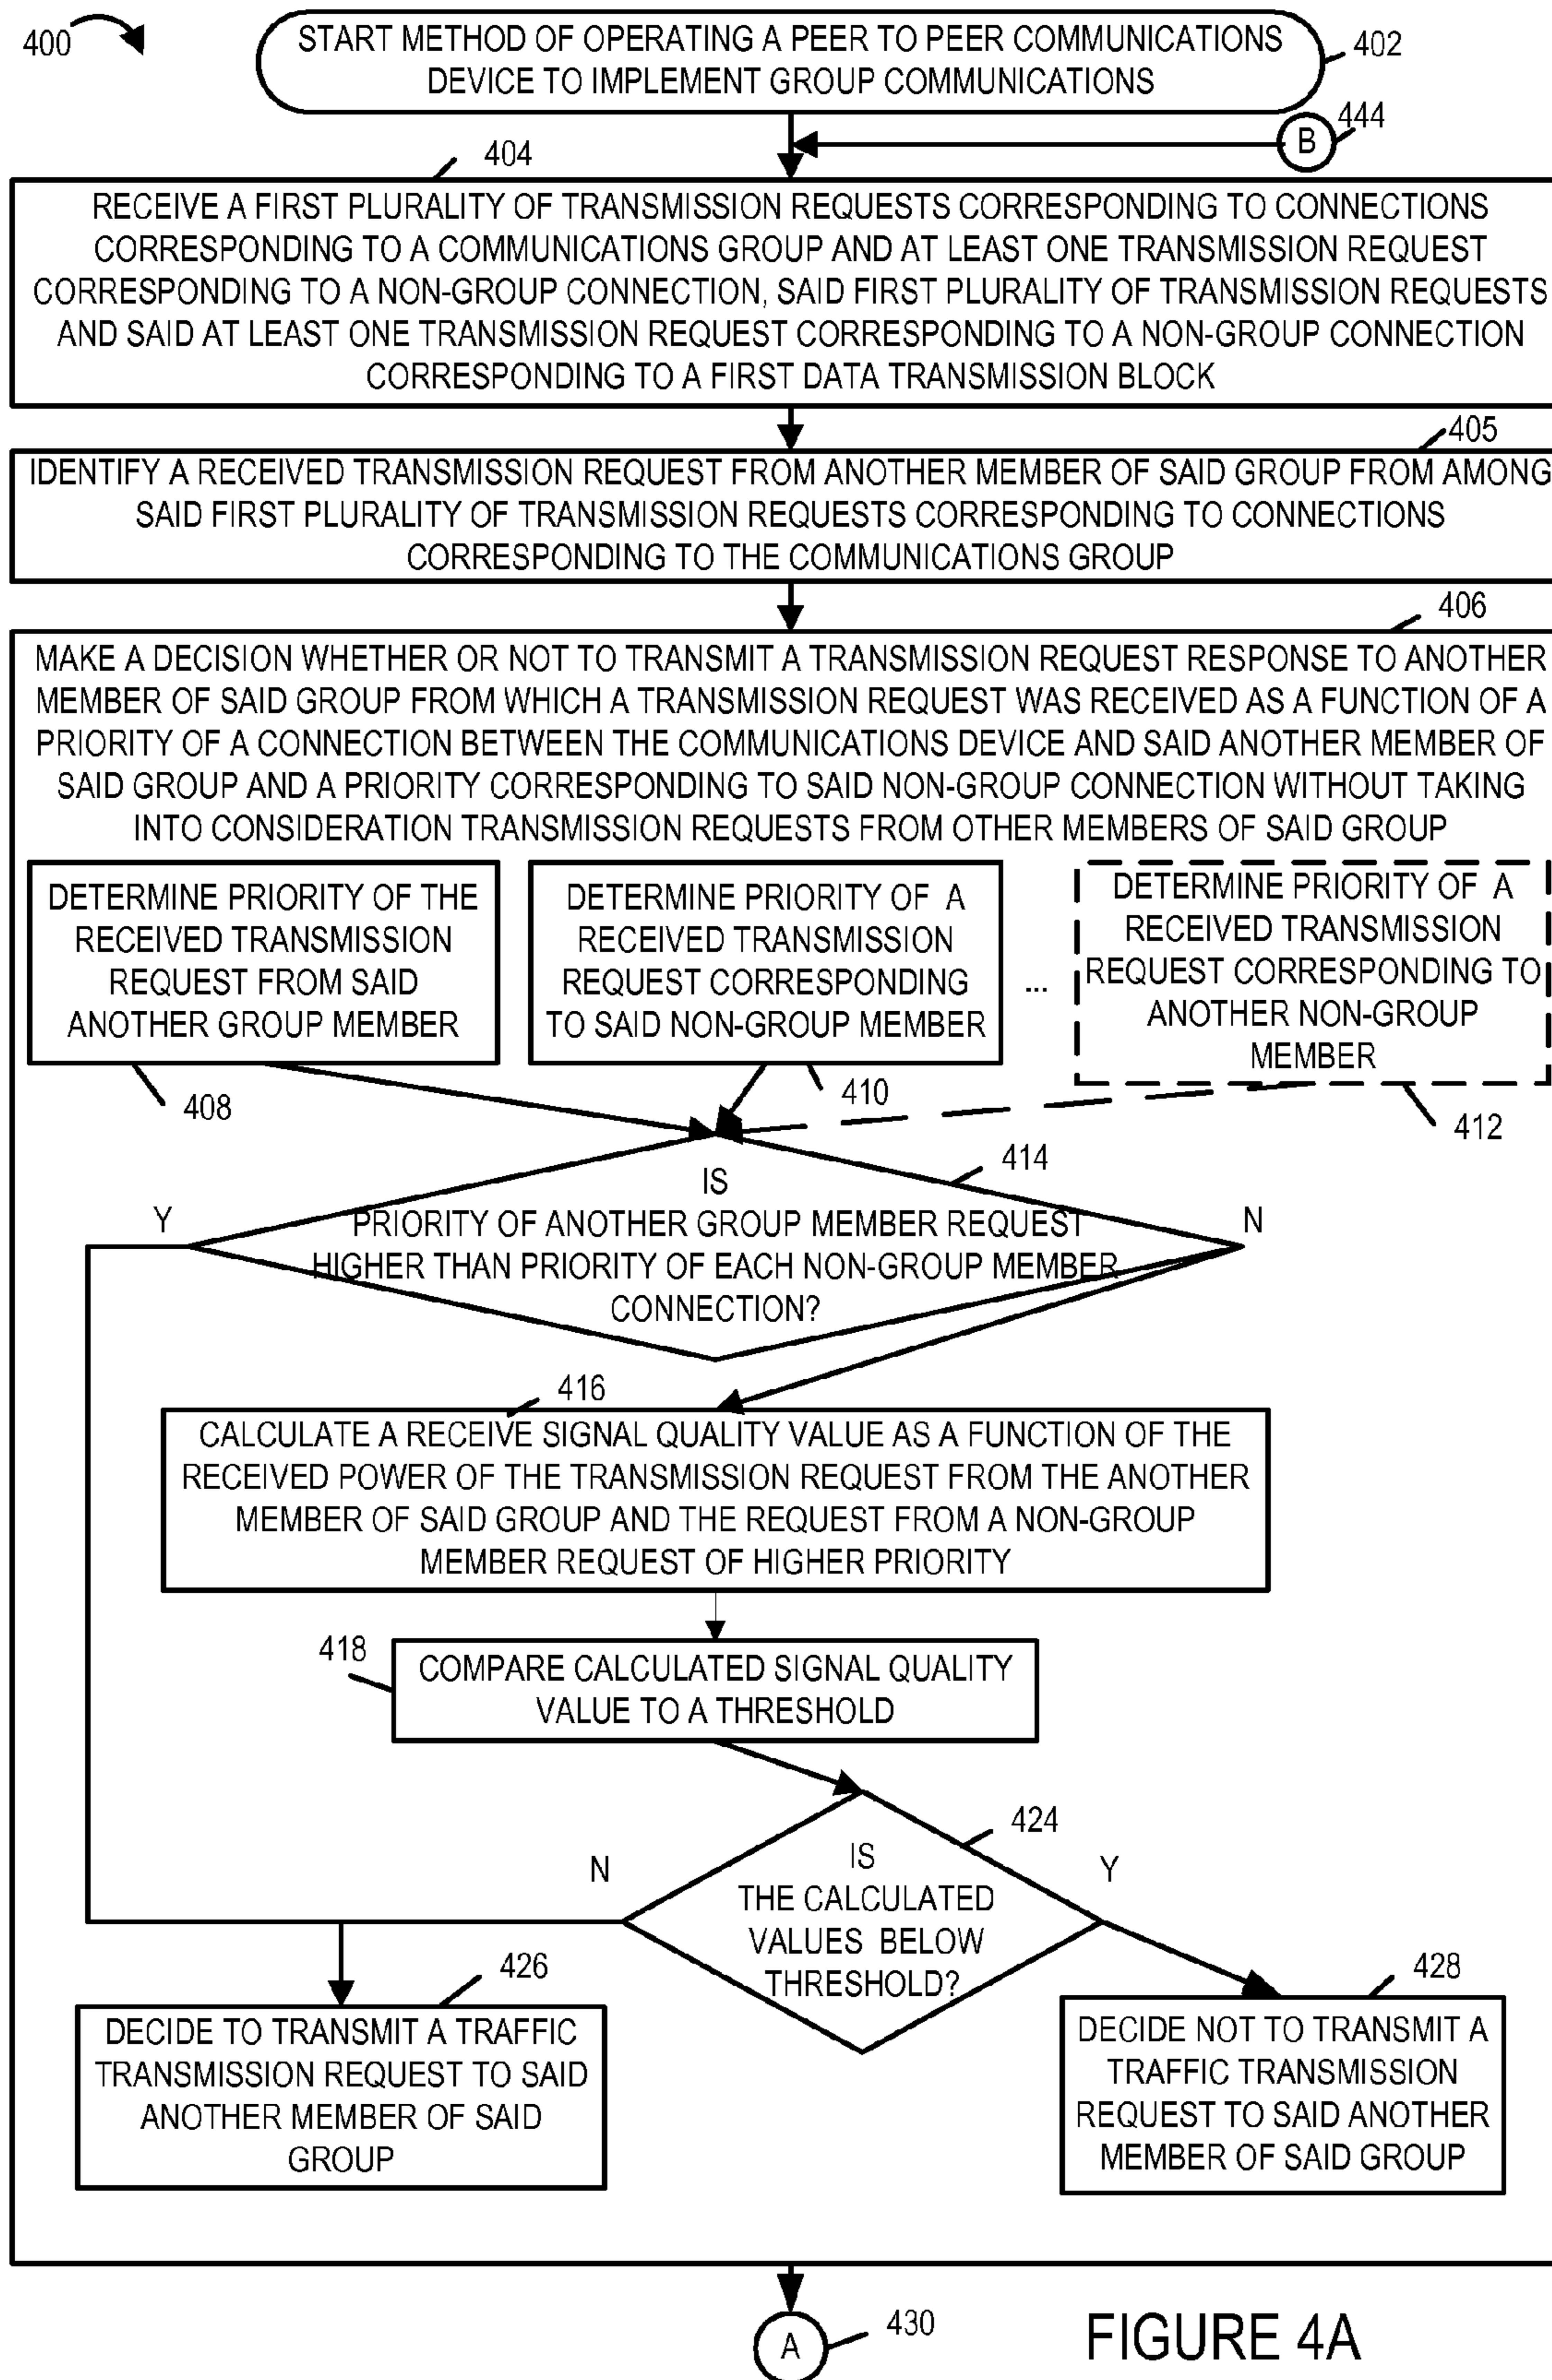 400
START METHOD OF OPERATING A PEER TO PEER COMMUNICATIONS
DEVICE TO IMPLEMENT GROUP COMMUNICATIONS
402
B
444
404
RECEIVE A FIRST PLURALITY OF TRANSMISSION REQUESTS CORRESPONDING TO CONNECTIONS
CORRESPONDING TO A COMMUNICATIONS GROUP AND AT LEAST ONE TRANSMISSION REQUEST
CORRESPONDING TO A NON-GROUP CONNECTION, SAID FIRST PLURALITY OF TRANSMISSION REQUESTS
AND SAID AT LEAST ONE TRANSMISSION REQUEST CORRESPONDING TO A NON-GROUP CONNECTION
CORRESPONDING TO A FIRST DATA TRANSMISSION BLOCK
405
IDENTIFY A RECEIVED TRANSMISSION REQUEST FROM ANOTHER MEMBER OF SAID GROUP FROM AMONG
SAID FIRST PLURALITY OF TRANSMISSION REQUESTS CORRESPONDING TO CONNECTIONS
CORRESPONDING TO THE COMMUNICATIONS GROUP
406
MAKE A DECISION WHETHER OR NOT TO TRANSMIT A TRANSMISSION REQUEST RESPONSE TO ANOTHER
MEMBER OF SAID GROUP FROM WHICH A TRANSMISSION REQUEST WAS RECEIVED AS A FUNCTION OF A
PRIORITY OF A CONNECTION BETWEEN THE COMMUNICATIONS DEVICE AND SAID ANOTHER MEMBER OF
SAID GROUP AND A PRIORITY CORRESPONDING TO SAID NON-GROUP CONNECTION WITHOUT TAKING
INTO CONSIDERATION TRANSMISSION REQUESTS FROM OTHER MEMBERS OF SAID GROUP
DETERMINE PRIORITY OF THE
RECEIVED TRANSMISSION
REQUEST FROM SAID
ANOTHER GROUP MEMBER
408
DETERMINE PRIORITY OF A
RECEIVED TRANSMISSION
REQUEST CORRESPONDING
TO SAID NON-GROUP MEMBER
410
...
DETERMINE PRIORITY OF A
RECEIVED TRANSMISSION
REQUEST CORRESPONDING TO
ANOTHER NON-GROUP
MEMBER
412
414
Y
N
IS
PRIORITY OF ANOTHER GROUP MEMBER REQUEST
HIGHER THAN PRIORITY OF EACH NON-GROUP MEMBER
CONNECTION?
416
CALCULATE A RECEIVE SIGNAL QUALITY VALUE AS A FUNCTION OF THE
RECEIVED POWER OF THE TRANSMISSION REQUEST FROM THE ANOTHER
MEMBER OF SAID GROUP AND THE REQUEST FROM A NON-GROUP
MEMBER REQUEST OF HIGHER PRIORITY
418
COMPARE CALCULATED SIGNAL QUALITY
VALUE TO A THRESHOLD
424
N
Y
IS
THE CALCULATED
VALUES BELOW
THRESHOLD?
426
DECIDE TO TRANSMIT A TRAFFIC
TRANSMISSION REQUEST TO SAID
ANOTHER MEMBER OF SAID
GROUP
428
DECIDE NOT TO TRANSMIT A
TRAFFIC TRANSMISSION
REQUEST TO SAID ANOTHER
MEMBER OF SAID GROUP
A
430
FIGURE 4A